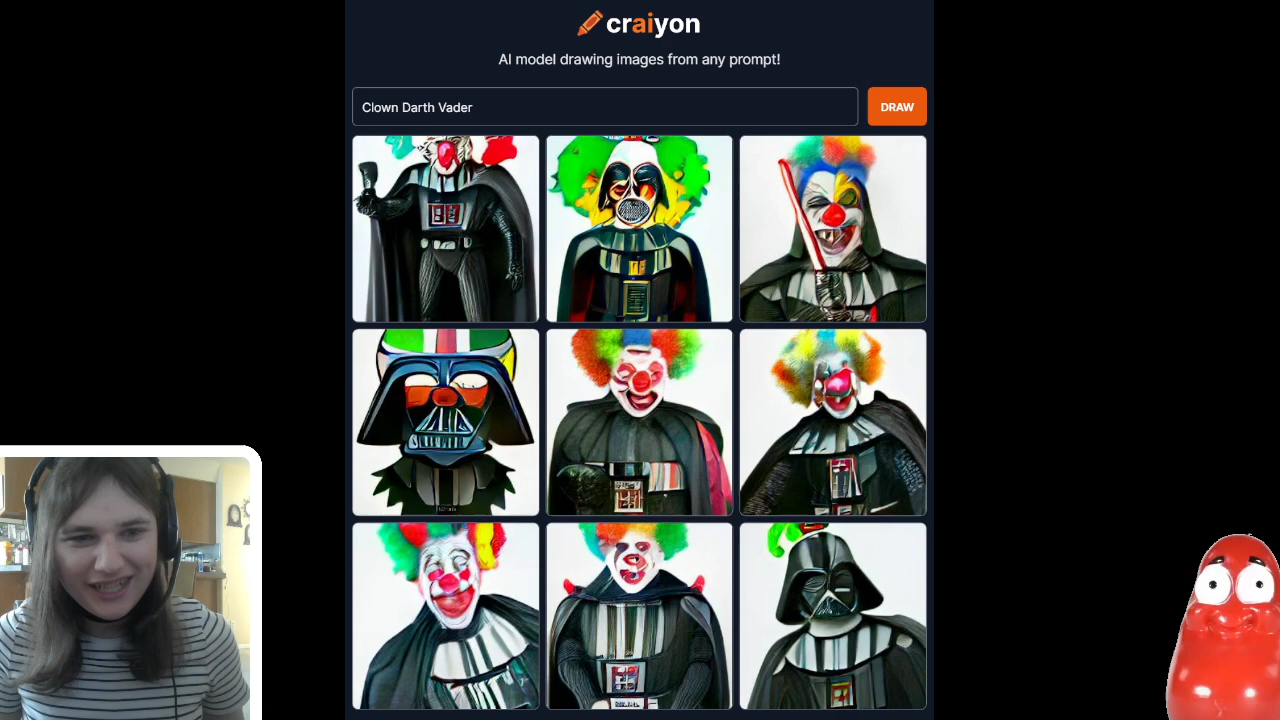 craiyon
AI model drawing images from any prompt!
Clown Darth Vader
DRAW